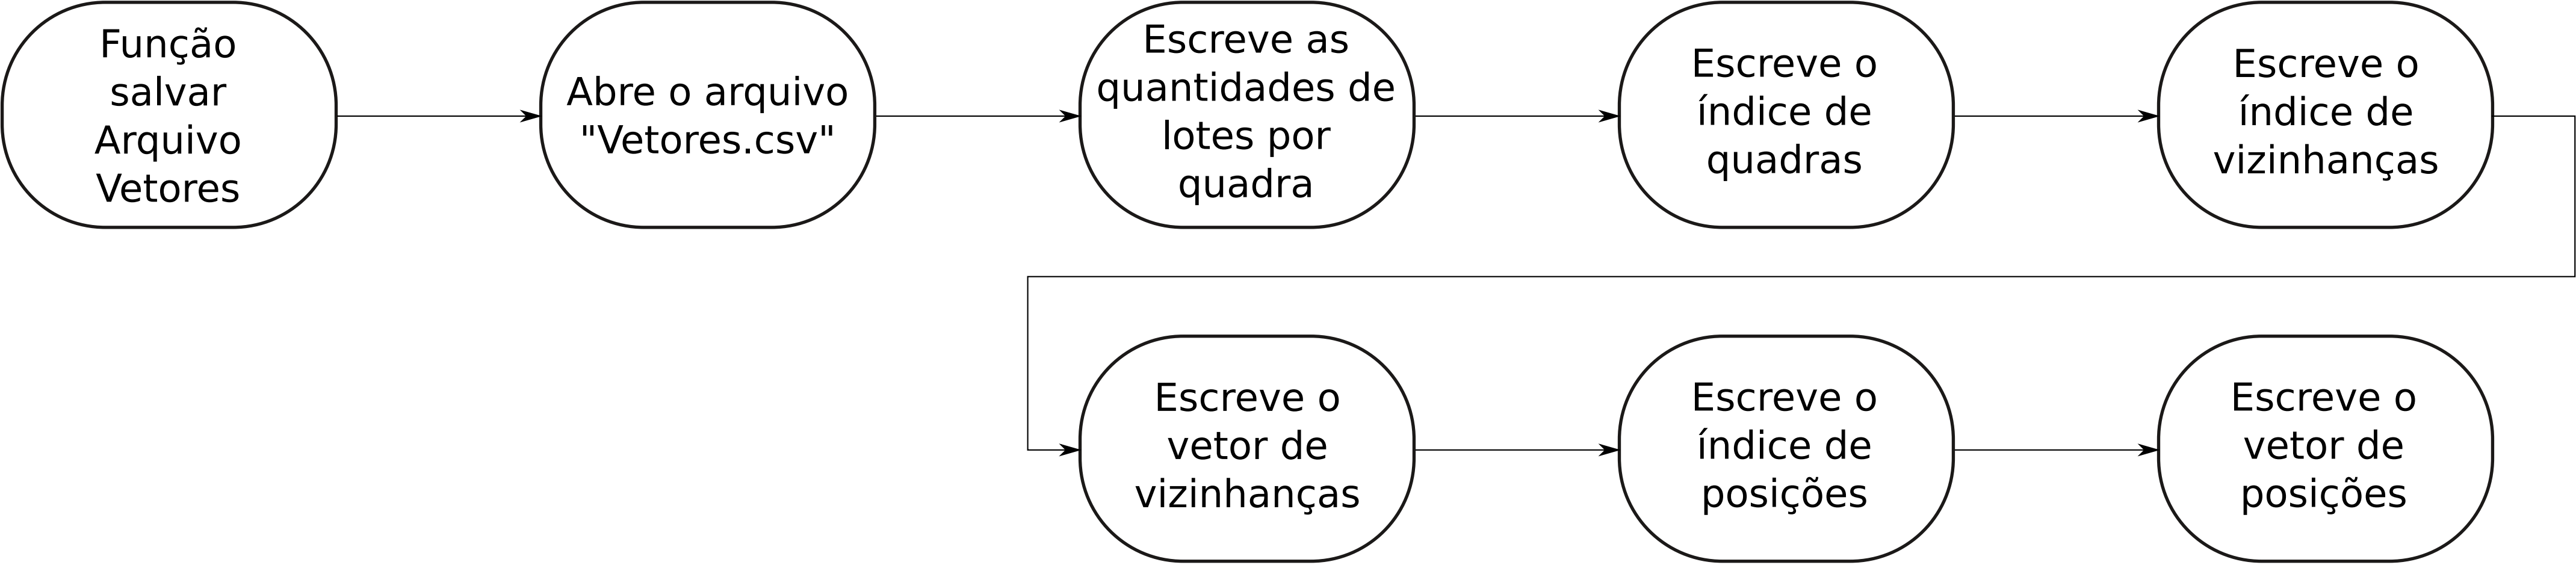 Função
salvar
Arquivo
Vetores
Abre o arquivo
"Vetores.csv"
Escreve as
quantidades de
lotes por
quadra
Escreve o
índice de
quadras
Escreve o
índice de
vizinhanças
Escreve o
vetor de
vizinhanças
Escreve o
índice de
posições
Escreve o
vetor de
posições